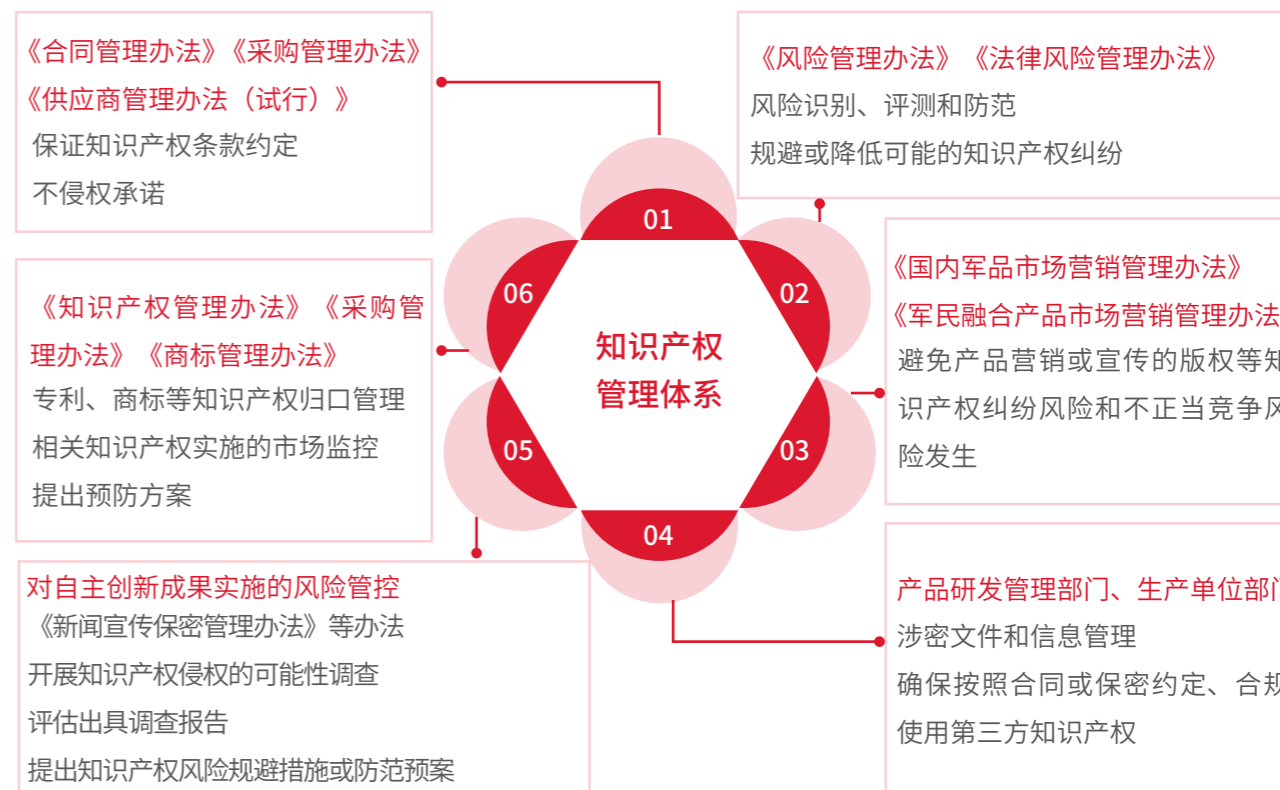 《合同管理办法》《采购管理办法》
《供应商管理办法（试行）》
保证知识产权条款约定
不侵权承诺
《风险管理办法》《法律风险管理办法》
风险识别、评测和防范
规避或降低可能的知识产权纠纷
《国内军品市场营销管理办法》
《军民融合产品市场营销管理办法
避免产品营销或宣传的版权等知
识产权纠纷风险和不正当竞争风
险发生
产品研发管理部门、生产单位部门
涉密文件和信息管理
确保按照合同或保密约定、合规
使用第三方知识产权
对自主创新成果实施的风险管控
《新闻宣传保密管理办法》等办法
开展知识产权侵权的可能性调查
评估出具调查报告
提出知识产权风险规避措施或防范预案
《知识产权管理办法》《采购管
理办法》《商标管理办法》
专利、商标等知识产权归口管理
相关知识产权实施的市场监控
提出预防方案
01
02
03
04
05
06
知识产权
管理体系